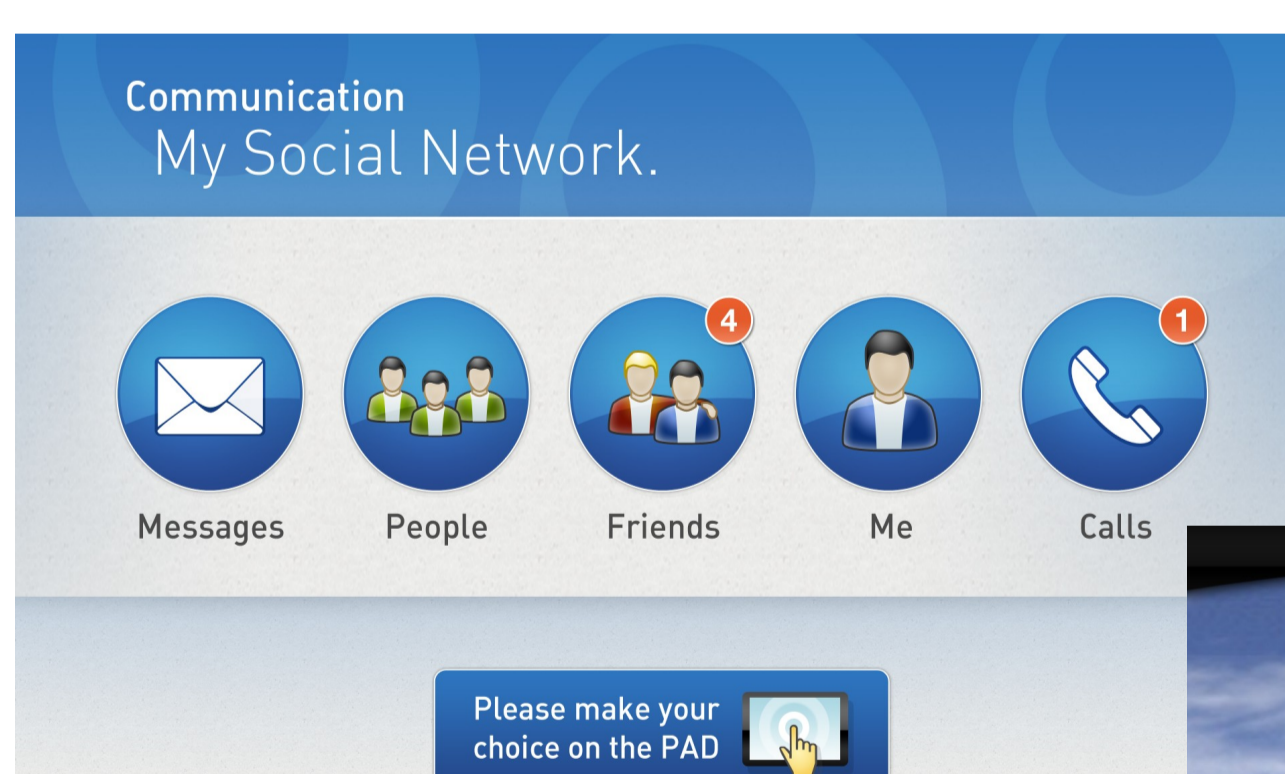 Communication
My Social Network.
4
1
Messages People Friends Me Calls
Please make your
choice on the PAD